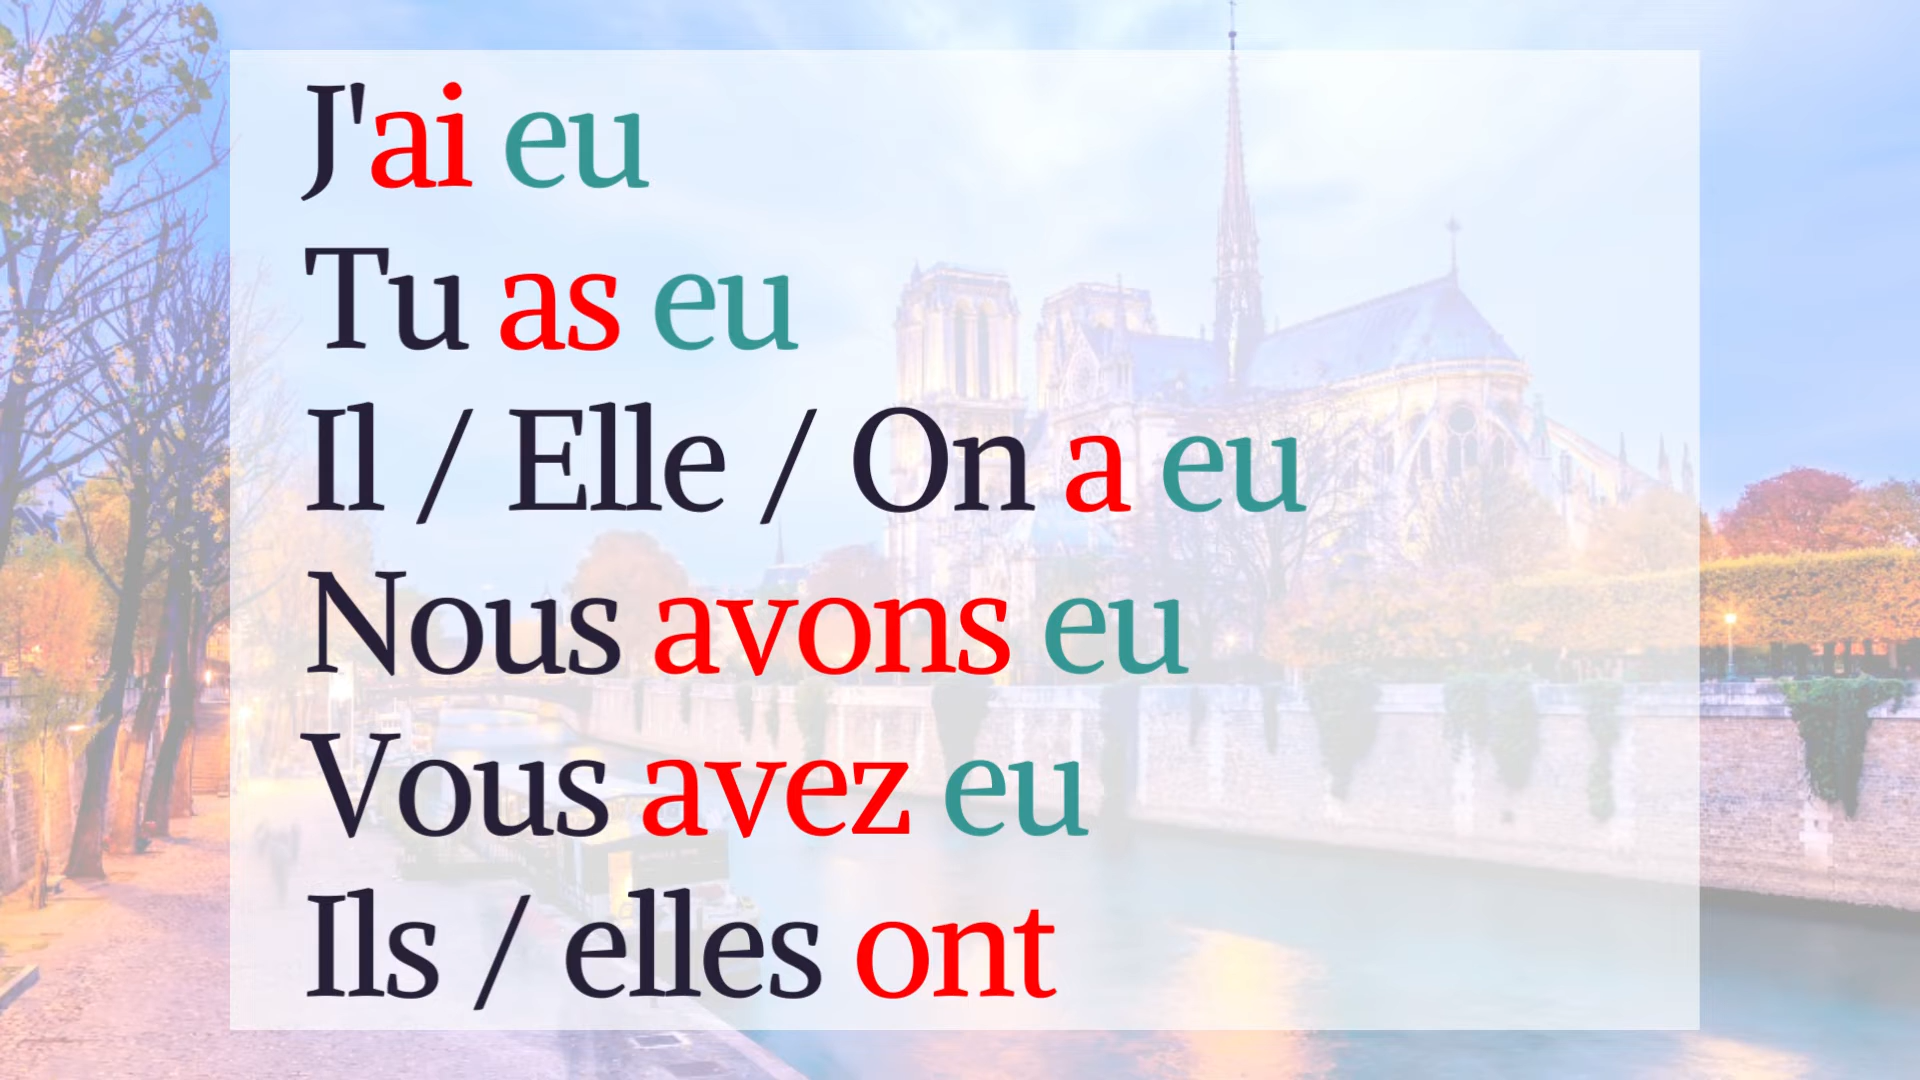 J'ai eu
Tu as eu
Il / Elle / On a eu
Nous avons eu
Vous avez eu
Ils / elles ont